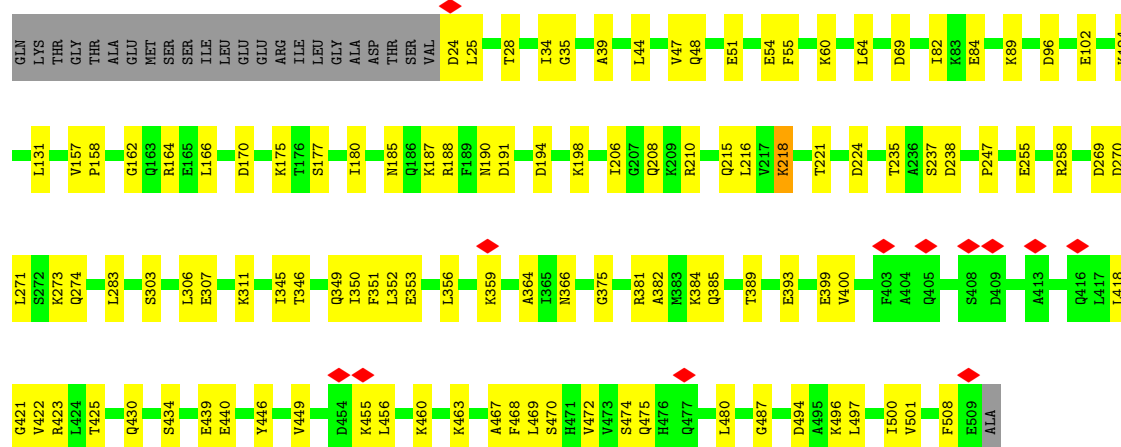 GLN LYS THR GLY THR ALA GLU MET SER SER ILE LEU GLU GLU ARG ILE LEU GLY ALA ASP THR SER VAL D24 L25 T28 I34 G35 A39 L44 V47 Q48 E51 E54 F55 K60 L64 D69 I82 K83 E84 K89 D96 E102
L131 V157 P158 G162 Q163 R164 E165 L166 D170 K175 T176 S177 I180 N185 Q186 K187 R188 F189 N190 D191 D194 K198 I206 G207 Q208 K209 R210 Q215 L216 V217 K218 T221 D224 T235 A236 S237 D238 P247 E255 R258 D269 D270
L271 S272 K273 Q274 L283 S303 L306 E307 K311 I345 T346 Q349 I350 F351 L352 E353 L356 K359 A364 I365 N366 G375 R381 A382 M383 K384 Q385 T389 E393 E399 V400 F403 A404 Q405 S408 D409 A413 Q416 L417 L418
G421 V422 R423 L424 T425 Q430 S434 E439 E440 Y446 V449 D454 K455 L456 K460 K463 A467 F468 L469 S470 H471 V472 V473 S474 Q475 H476 Q477 L480 G487 D494 A495 K496 L497 I500 V501 F508 E509 ALA